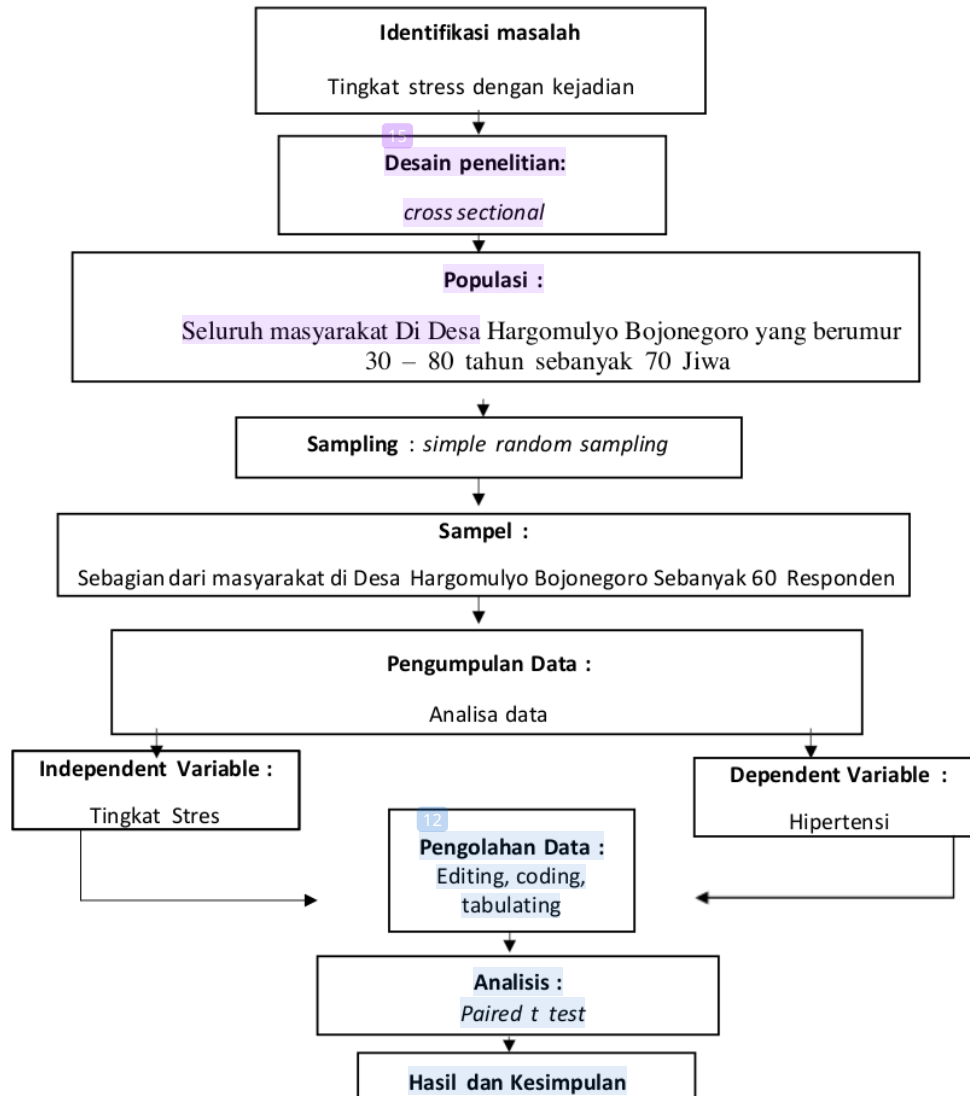 Identifikasi masalah
Tingkat stress dengan kejadian
15
Desain penelitian:
cross sectional
Populasi :
Seluruh masyarakat Di Desa Hargomulyo Bojonegoro yang berumur
30 – 80 tahun sebanyak 70 Jiwa
Sampling : simple random sampling
Sampel :
Sebagian dari masyarakat di Desa Hargomulyo Bojonegoro Sebanyak 60 Responden
Pengumpulan Data :
Analisa data
Independent Variable :
Tingkat Stres
Dependent Variable :
Hipertensi
12
Pengolahan Data :
Editing, coding,
tabulating
Analisis :
Paired t test
Hasil dan Kesimpulan